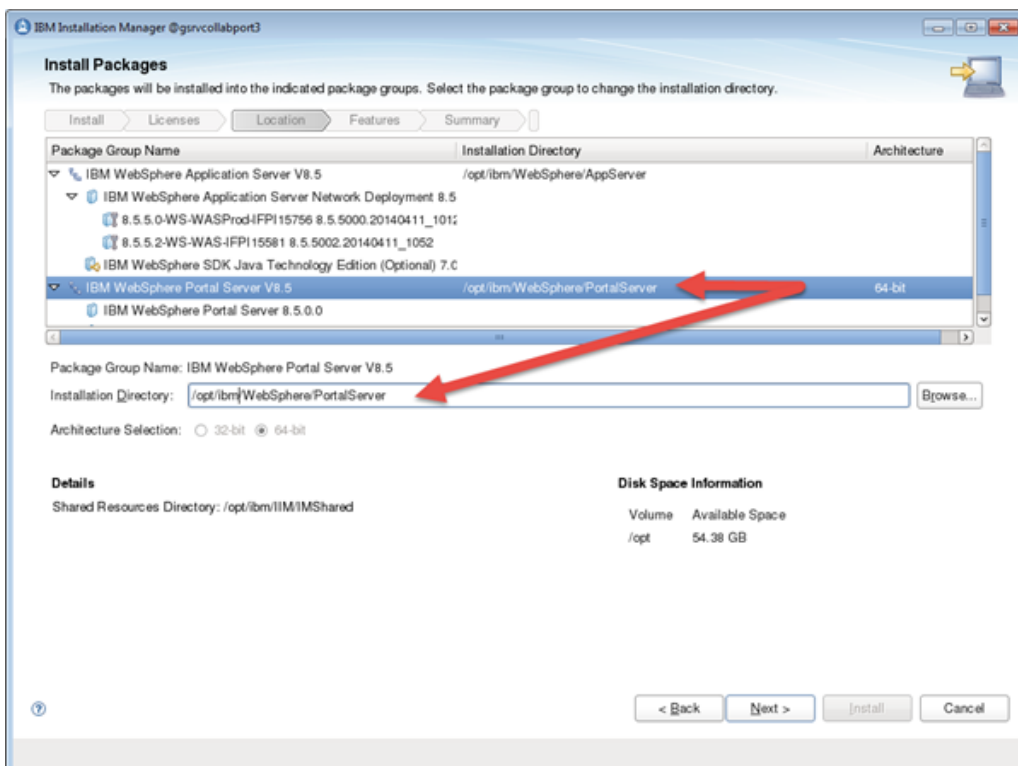 IBM Installation Manager @gsrvcollabport3
Install Packages
The packages will be installed into the indicated package groups. Select the package group to change the installation directory.
Install Licenses Location Features Summary
Package Group Name Installation Directory Architecture
IBM WebSphere Application Server V8.5 /opt/ibm/WebSphere/AppServer
IBM WebSphere Application Server Network Deployment 8.5
8.5.5.0-WS-WASProd-IFPI15756 8.5.5000.20140411_1012
8.5.5.2-WS-WAS-IFPI15581 8.5.5002.20140411_1052
IBM WebSphere SDK Java Technology Edition (Optional) 7.0
IBM WebSphere Portal Server V8.5 /opt/ibm/WebSphere/PortalServer 64-bit
IBM WebSphere Portal Server 8.5.0.0
Package Group Name: IBM WebSphere Portal Server V8.5
Installation Directory: /opt/ibm/WebSphere/PortalServer Browse...
Architecture Selection: 32-bit 64-bit
Details Disk Space Information
Shared Resources Directory: /opt/ibm/IIM/IMShared
Volume Available Space
/opt 54.38 GB
? < Back Next > Install Cancel